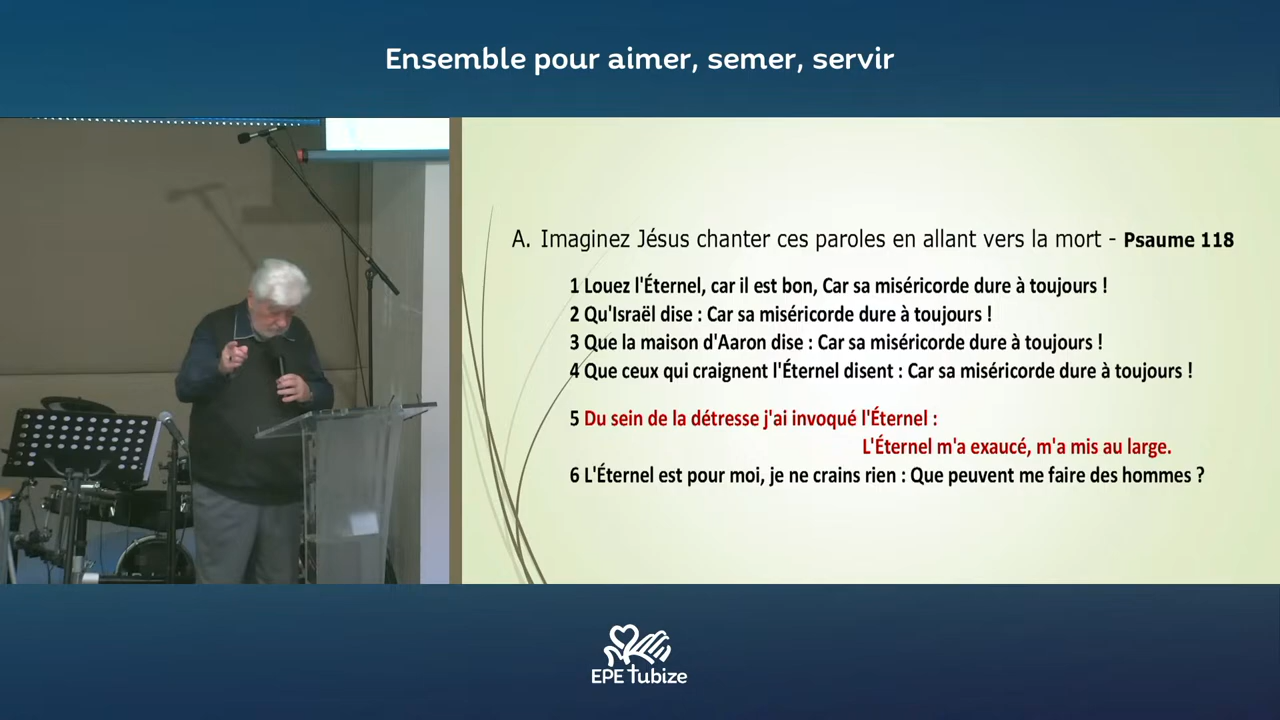 Ensemble pour aimer, semer, servir
A. Imaginez Jésus chanter ces paroles en allant vers la mort - Psaume 118
1 Louez l'Éternel, car il est bon, Car sa miséricorde dure à toujours !
2 Qu'Israël dise : Car sa miséricorde dure à toujours !
3 Que la maison d'Aaron dise : Car sa miséricorde dure à toujours !
4 Que ceux qui craignent l'Éternel disent : Car sa miséricorde dure à toujours !
5 Du sein de la détresse j'ai invoqué l'Éternel :
L'Éternel m'a exaucé, m'a mis au large.
6 L'Éternel est pour moi, je ne crains rien : Que peuvent me faire des hommes ?
EPE Tubize